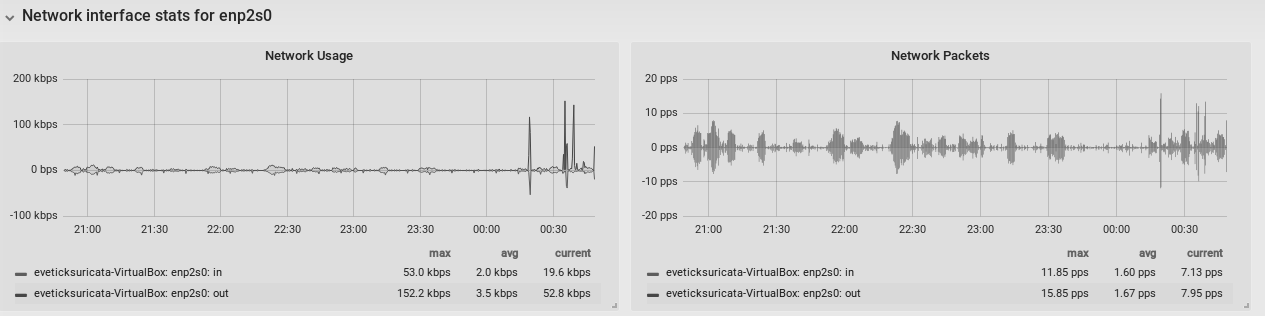 Network interface stats for enp2s0
Network Usage
200 kbps
100 kbps
0 bps
-100 kbps
21:00 21:30 22:00 22:30 23:00 23:30 00:00 00:30
max avg current
eveticksuricata-VirtualBox: enp2s0: in 53.0 kbps 2.0 kbps 19.6 kbps
eveticksuricata-VirtualBox: enp2s0: out 152.2 kbps 3.5 kbps 52.8 kbps
Network Packets
20 pps
10 pps
0 pps
-10 pps
-20 pps
21:00 21:30 22:00 22:30 23:00 23:30 00:00 00:30
max avg current
eveticksuricata-VirtualBox: enp2s0: in 11.85 pps 1.60 pps 7.13 pps
eveticksuricata-VirtualBox: enp2s0: out 15.85 pps 1.67 pps 7.95 pps